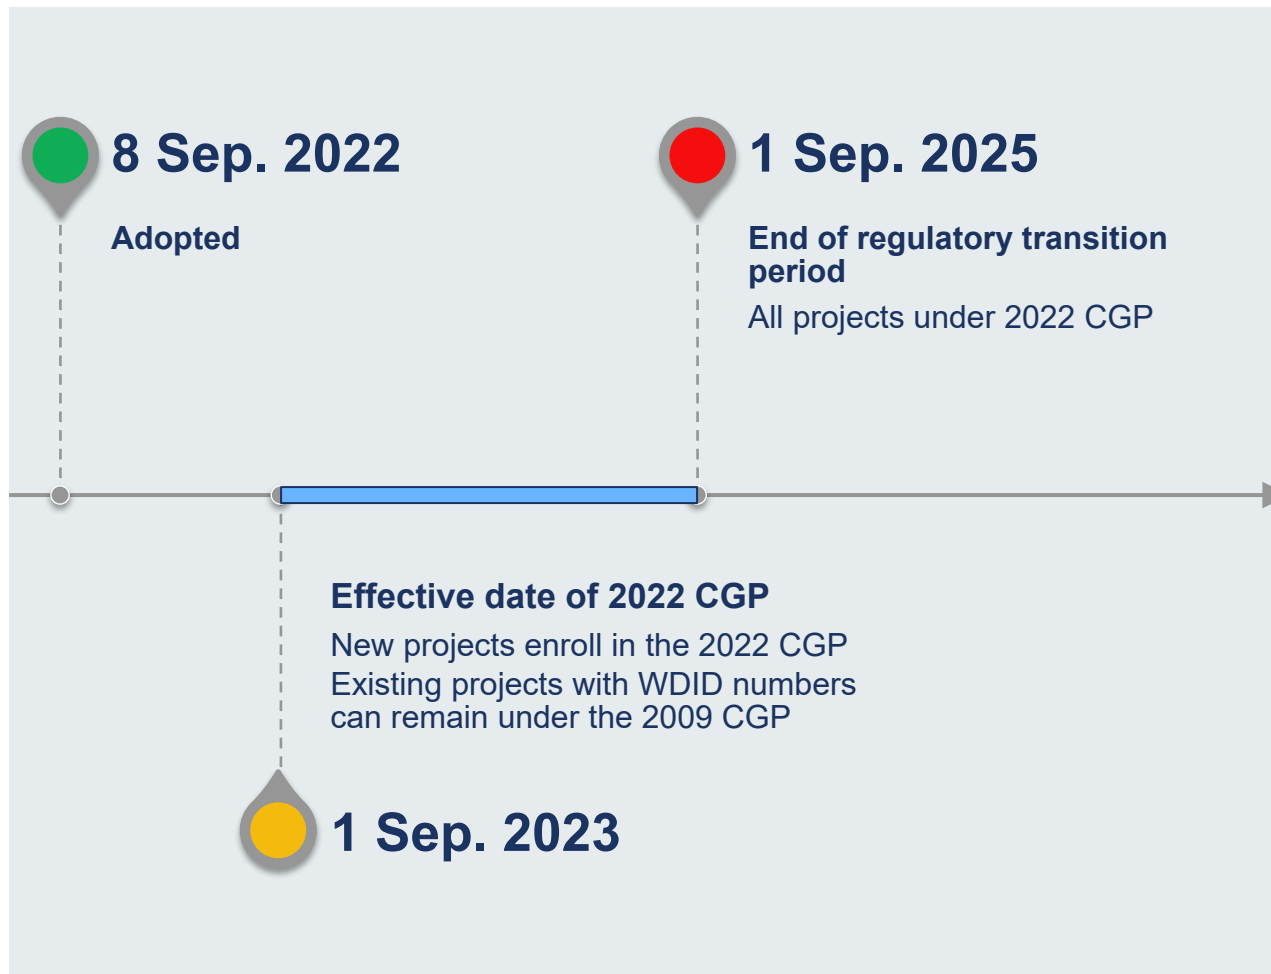 8 Sep. 2022
Adopted
1 Sep. 2025
End of regulatory transition
period
All projects under 2022 CGP
Effective date of 2022 CGP
New projects enroll in the 2022 CGP
Existing projects with WDID numbers
can remain under the 2009 CGP
1 Sep. 2023